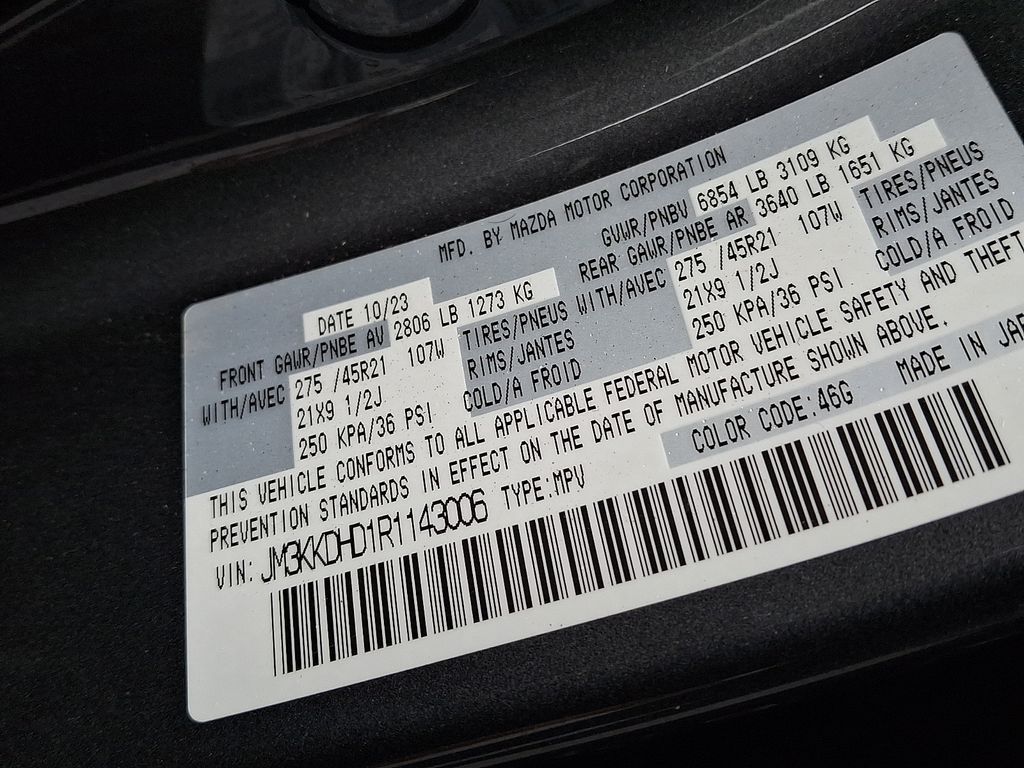 MFD. BY MAZDA MOTOR CORPORATION
DATE 10/23 GVWR/PNBV 6854 LB 3109 KG
FRONT GAWR/PNBE AV 2806 LB 1273 KG REAR GAWR/PNBE AR 3640 LB 1651 KG
WITH/AVEC 275 /45R21 107W TIRES/PNEUS WITH/AVEC 275 /45R21 107W TIRES/PNEUS
21X9 1/2J RIMS/JANTES 21X9 1/2J RIMS/JANTES
250 KPA/36 PSI COLD/A FROID 250 KPA/36 PSI COLD/A FROID
THIS VEHICLE CONFORMS TO ALL APPLICABLE FEDERAL MOTOR VEHICLE SAFETY AND THEFT
PREVENTION STANDARDS IN EFFECT ON THE DATE OF MANUFACTURE SHOWN ABOVE.
VIN: JM3KKDHD1R1143006 TYPE:MPV COLOR CODE:46G MADE IN JAP